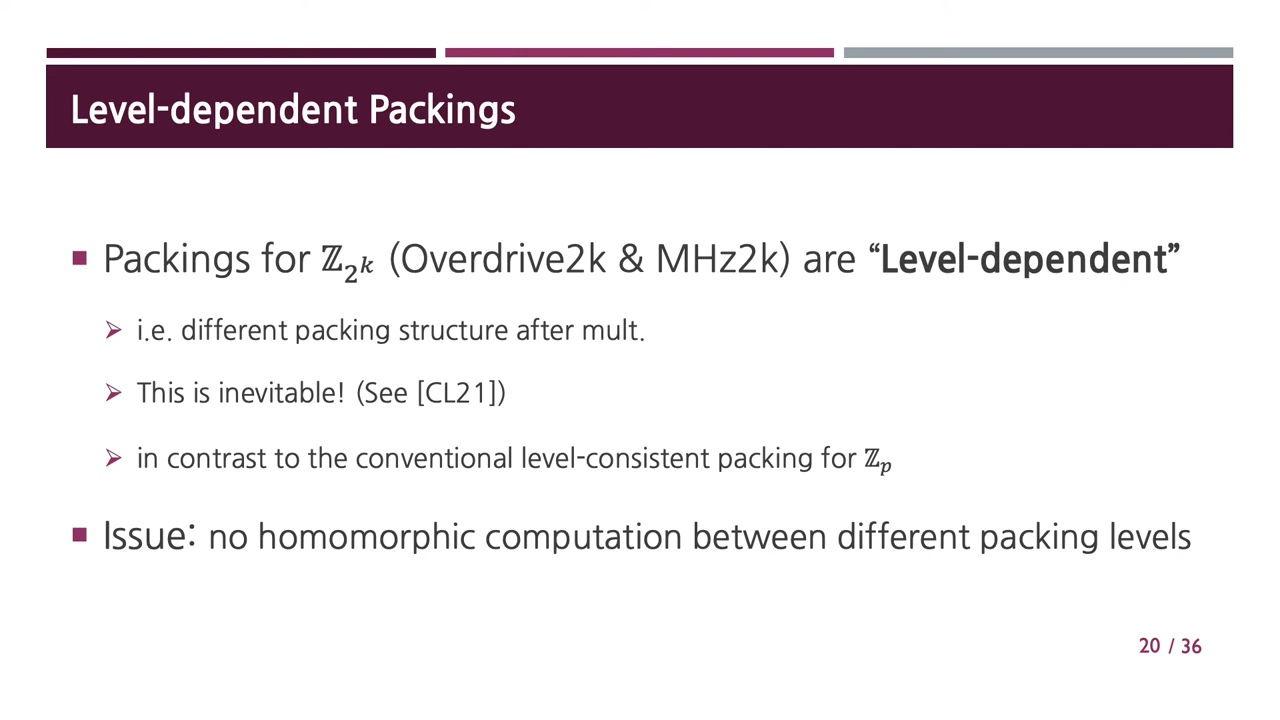 Level-dependent Packings
■ Packings for ℤ_{2^k} (Overdrive2k & MHz2k) are “Level-dependent”
➢ i.e. different packing structure after mult.
➢ This is inevitable! (See [CL21])
➢ in contrast to the conventional level-consistent packing for ℤ_p
■ Issue: no homomorphic computation between different packing levels
20 / 36